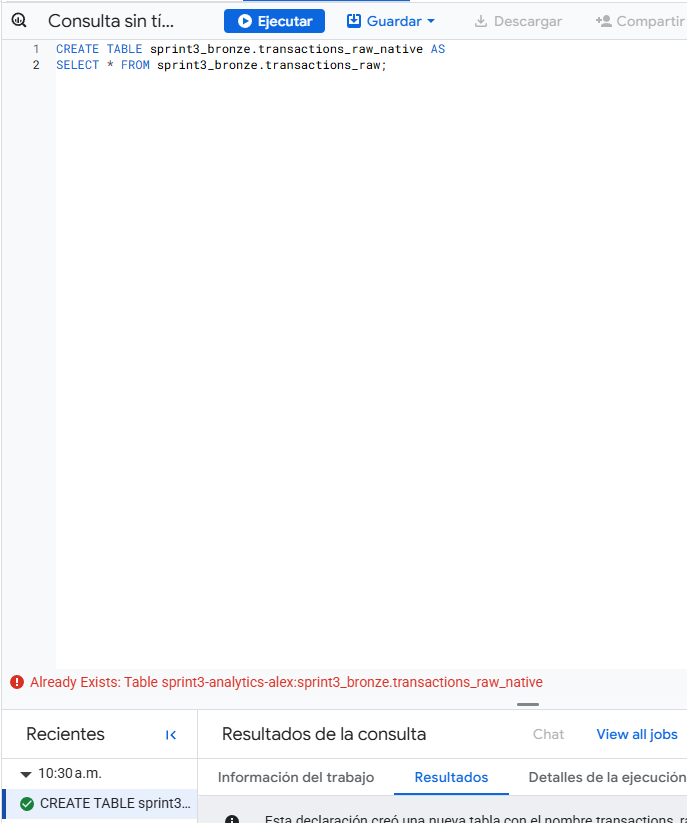 Consulta sin tí... Ejecutar Guardar Descargar Compartir
1 CREATE TABLE sprint3_bronze.transactions_raw_native AS
2 SELECT * FROM sprint3_bronze.transactions_raw;
Already Exists: Table sprint3-analytics-alex:sprint3_bronze.transactions_raw_native
Recientes
10:30 a.m.
CREATE TABLE sprint3...
Resultados de la consulta Chat View all jobs
Información del trabajo Resultados Detalles de la ejecución
Esta declaración creó una nueva tabla con el nombre transactions_ra